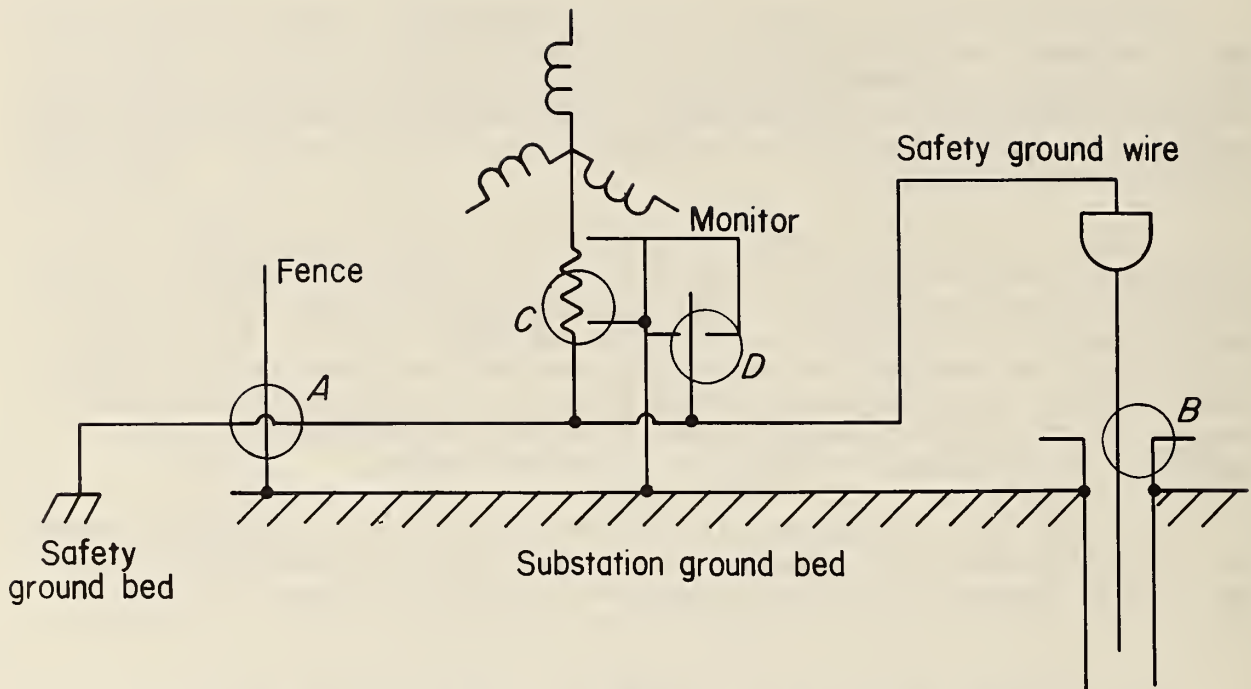 Safety ground wire
Monitor
Fence
C
A
D
B
Safety
ground bed
Substation ground bed